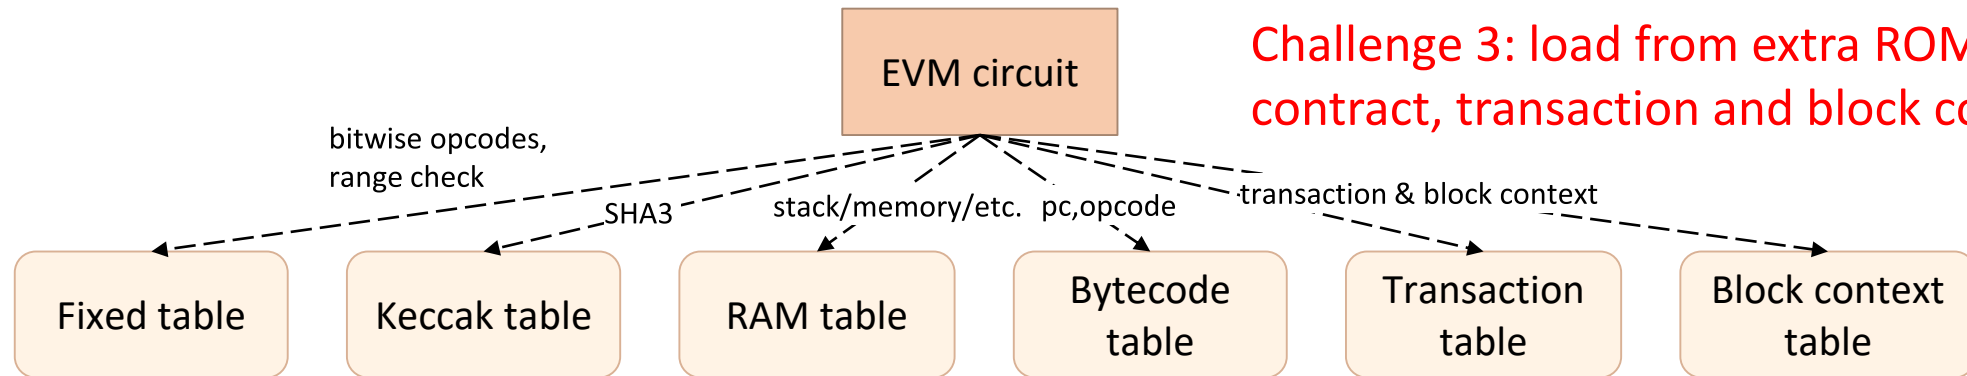 EVM circuit
Challenge 3: load from extra ROM
contract, transaction and block
bitwise opcodes,
range check
SHA3
stack/memory/etc.
pc,opcode
transaction & block context
Fixed table
Keccak table
RAM table
Bytecode
table
Transaction
table
Block context
table